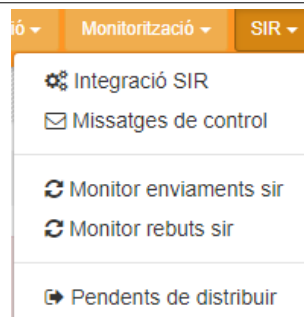 ió Monitorització SIR
Integració SIR
Missatges de control
Monitor enviaments sir
Monitor rebuts sir
Pendents de distribuir